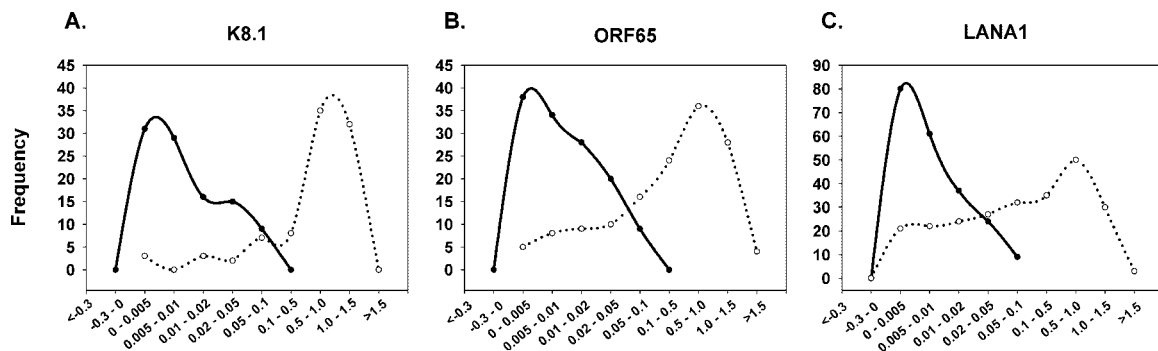 A.
K8.1
B.
ORF65
C.
LANA1
Frequency
45
40
35
30
25
20
15
10
5
0
<-0.3
-0.3 - 0
0 - 0.005
0.005 - 0.01
0.01 - 0.02
0.02 - 0.05
0.05 - 0.1
0.1 - 0.5
0.5 - 1.0
1.0 - 1.5
>1.5
45
40
35
30
25
20
15
10
5
0
<-0.3
-0.3 - 0
0 - 0.005
0.005 - 0.01
0.01 - 0.02
0.02 - 0.05
0.05 - 0.1
0.1 - 0.5
0.5 - 1.0
1.0 - 1.5
>1.5
90
80
70
60
50
40
30
20
10
0
<-0.3
-0.3 - 0
0 - 0.005
0.005 - 0.01
0.01 - 0.02
0.02 - 0.05
0.05 - 0.1
0.1 - 0.5
0.5 - 1.0
1.0 - 1.5
>1.5